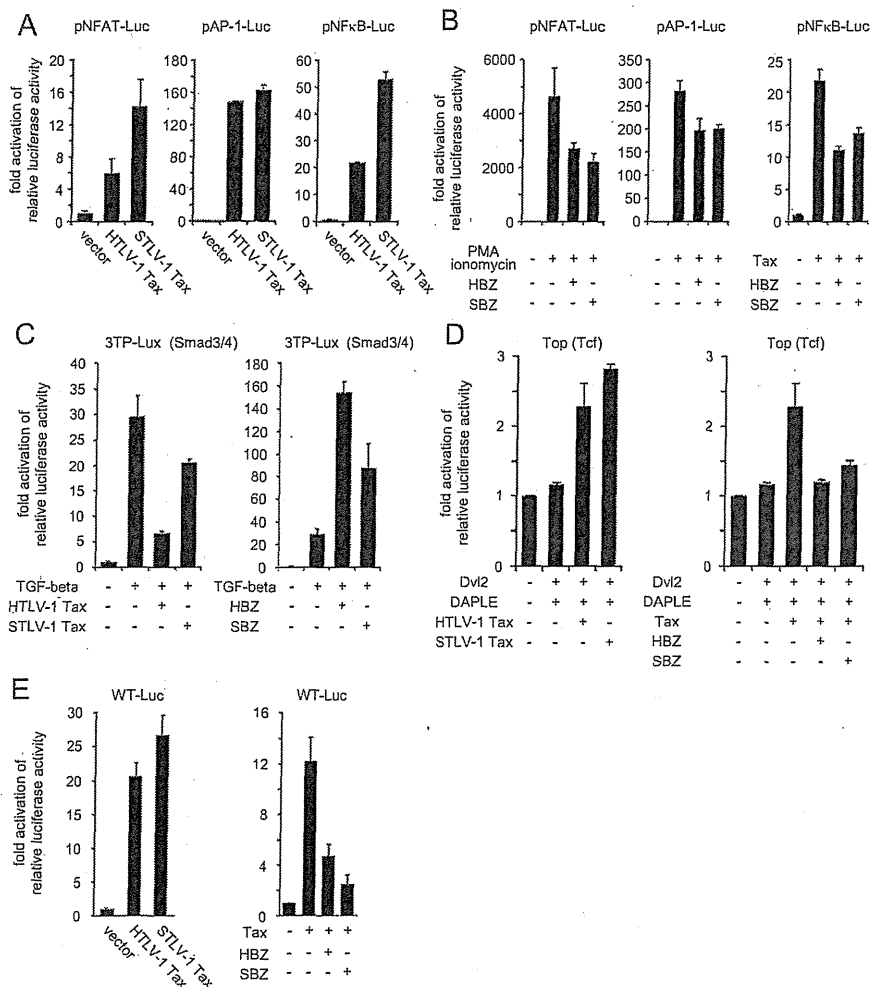 A
pNFAT-Luc
pAP-1-Luc
pNFκB-Luc
fold activation of
relative luciferase activity
20
16
12
8
4
0
180
160
120
80
40
0
60
50
40
30
20
10
0
vector
HTLV-1 Tax
STLV-1 Tax
vector
HTLV-1 Tax
STLV-1 Tax
vector
HTLV-1 Tax
STLV-1 Tax
B
pNFAT-Luc
pAP-1-Luc
pNFκB-Luc
fold activation of
relative luciferase activity
6000
4000
2000
0
350
300
250
200
150
100
50
0
25
20
15
10
5
0
PMA
ionomycin - + + + - + + + Tax - + + +
HBZ - - + - - - + - HBZ - - + -
SBZ - - - + - - - + SBZ - - - +
C
3TP-Lux (Smad3/4)
3TP-Lux (Smad3/4)
fold activation of
relative luciferase activity
40
35
30
25
20
15
10
5
0
180
160
140
120
100
80
60
40
20
0
TGF-beta - + + + TGF-beta - + + +
HTLV-1 Tax - - + - HBZ - - + -
STLV-1 Tax - - - + SBZ - - - +
D
Top (Tcf)
Top (Tcf)
fold activation of
relative luciferase activity
3
2
1
0
3
2
1
0
Dvl2 - + + + Dvl2 - + + + +
DAPLE - + + + DAPLE - + + + +
HTLV-1 Tax - - + - Tax - - + + +
STLV-1 Tax - - - + HBZ - - - + -
SBZ - - - - +
E
WT-Luc
WT-Luc
fold activation of
relative luciferase activity
30
25
20
15
10
5
0
16
12
8
4
0
vector
HTLV-1 Tax
STLV-1 Tax
Tax - + + +
HBZ - - + -
SBZ - - - +